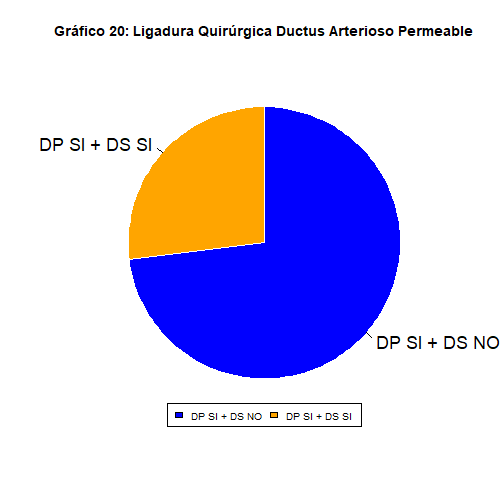 Gráfico 20: Ligadura Quirúrgica Ductus Arterioso Permeable
DP SI + DS SI
DP SI + DS NO
DP SI + DS NO DP SI + DS SI